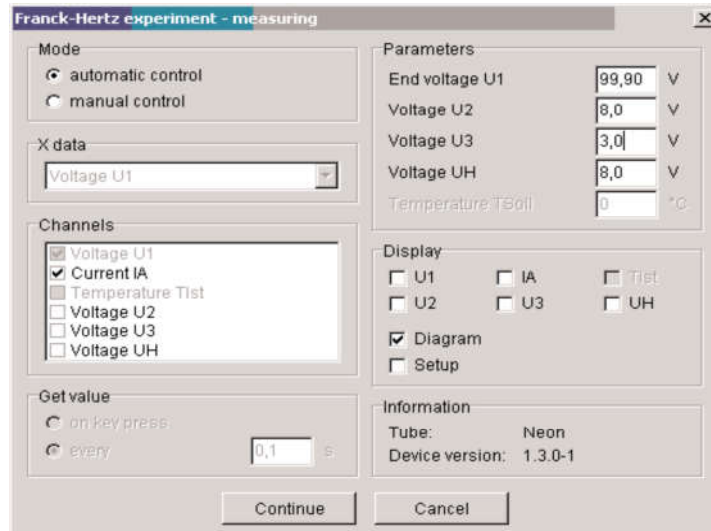 Franck-Hertz experiment - measuring
Mode
automatic control
manual control
X data
Voltage U1
Channels
Voltage U1
Current IA
Temperature TIst
Voltage U2
Voltage U3
Voltage UH
Get value
on key press
every 0,1 s
Parameters
End voltage U1 99,90 V
Voltage U2 8,0 V
Voltage U3 3,0 V
Voltage UH 8,0 V
Temperature TSoll 0 °C
Display
U1 IA TIst
U2 U3 UH
Diagram
Setup
Information
Tube: Neon
Device version: 1.3.0-1
Continue Cancel